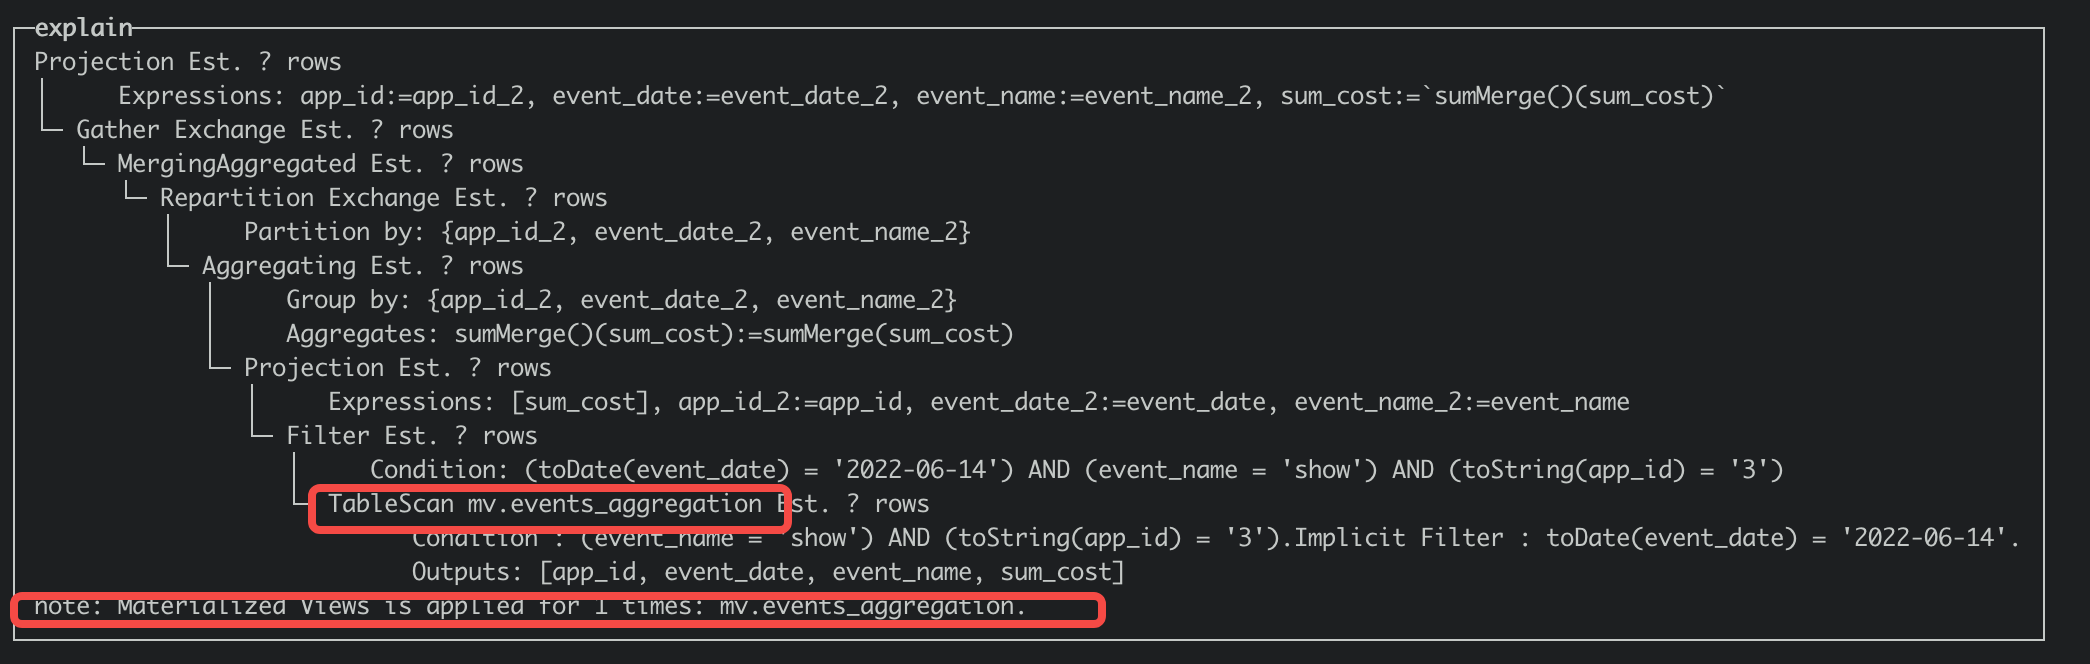 explain
Projection Est. ? rows
Expressions: app_id:=app_id_2, event_date:=event_date_2, event_name:=event_name_2, sum_cost:=`sumMerge()(sum_cost)`
Gather Exchange Est. ? rows
MergingAggregated Est. ? rows
Repartition Exchange Est. ? rows
Partition by: {app_id_2, event_date_2, event_name_2}
Aggregating Est. ? rows
Group by: {app_id_2, event_date_2, event_name_2}
Aggregates: sumMerge()(sum_cost):=sumMerge(sum_cost)
Projection Est. ? rows
Expressions: [sum_cost], app_id_2:=app_id, event_date_2:=event_date, event_name_2:=event_name
Filter Est. ? rows
Condition: (toDate(event_date) = '2022-06-14') AND (event_name = 'show') AND (toString(app_id) = '3')
TableScan mv.events_aggregation Est. ? rows
Condition : (event_name = 'show') AND (toString(app_id) = '3').Implicit Filter : toDate(event_date) = '2022-06-14'.
Outputs: [app_id, event_date, event_name, sum_cost]
note: Materialized Views is applied for 1 times: mv.events_aggregation.